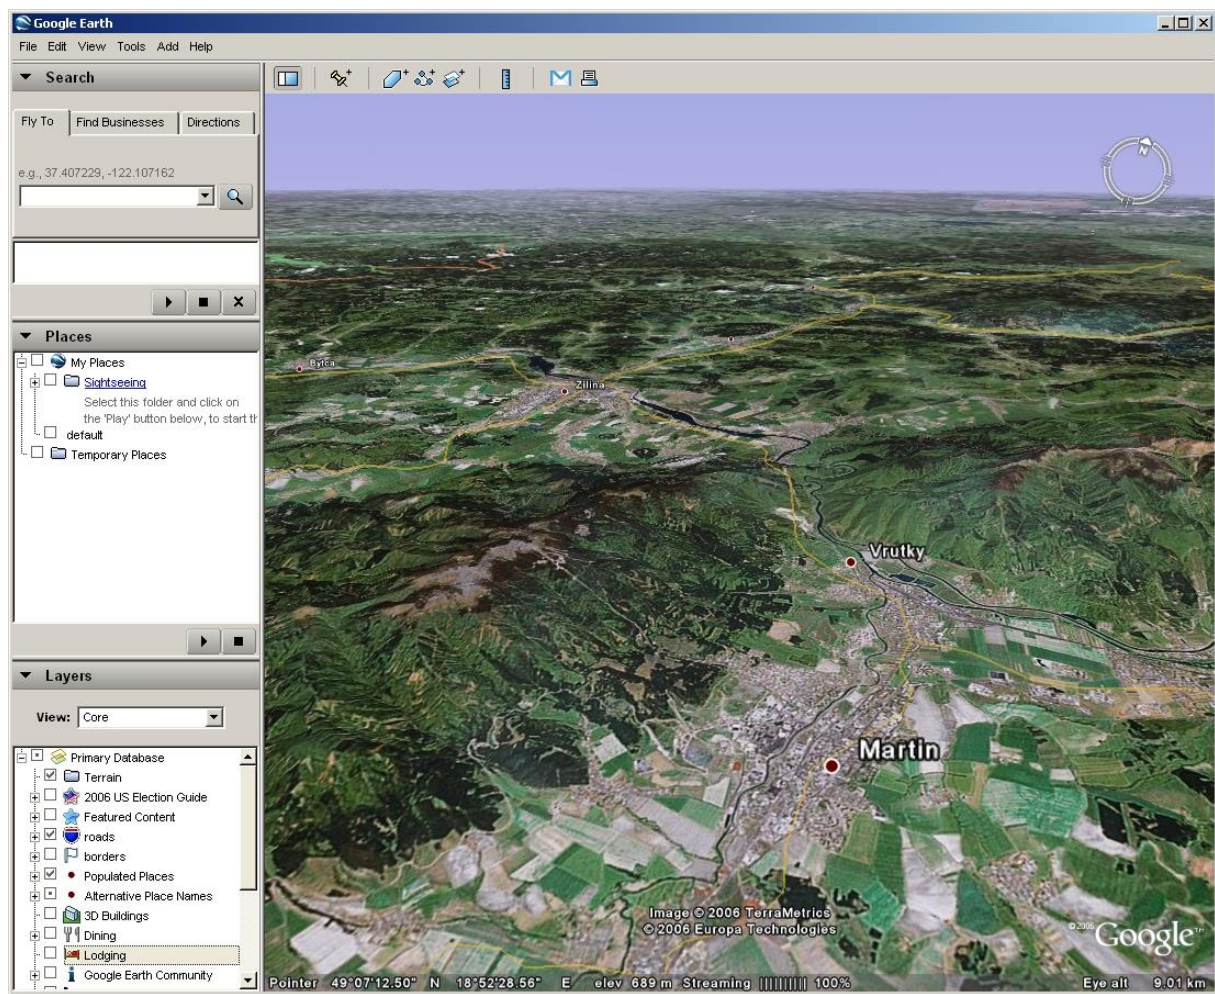 Google Earth
File Edit View Tools Add Help
Search
Fly To Find Businesses Directions
e.g., 37.407229, -122.107162
Places
My Places
Sightseeing
Select this folder and click on
the 'Play' button below, to start th
default
Temporary Places
Layers
View: Core
Primary Database
Terrain
2006 US Election Guide
Featured Content
roads
borders
Populated Places
Alternative Place Names
3D Buildings
Dining
Lodging
Google Earth Community
N
Bytca
Zilina
Vrutky
Martin
Image © 2006 TerraMetrics
© 2006 Europa Technologies
© 2006 Google™
Pointer 49°07'12.50" N 18°52'28.56" E elev 689 m Streaming |||||||||| 100% Eye alt 9.01 km